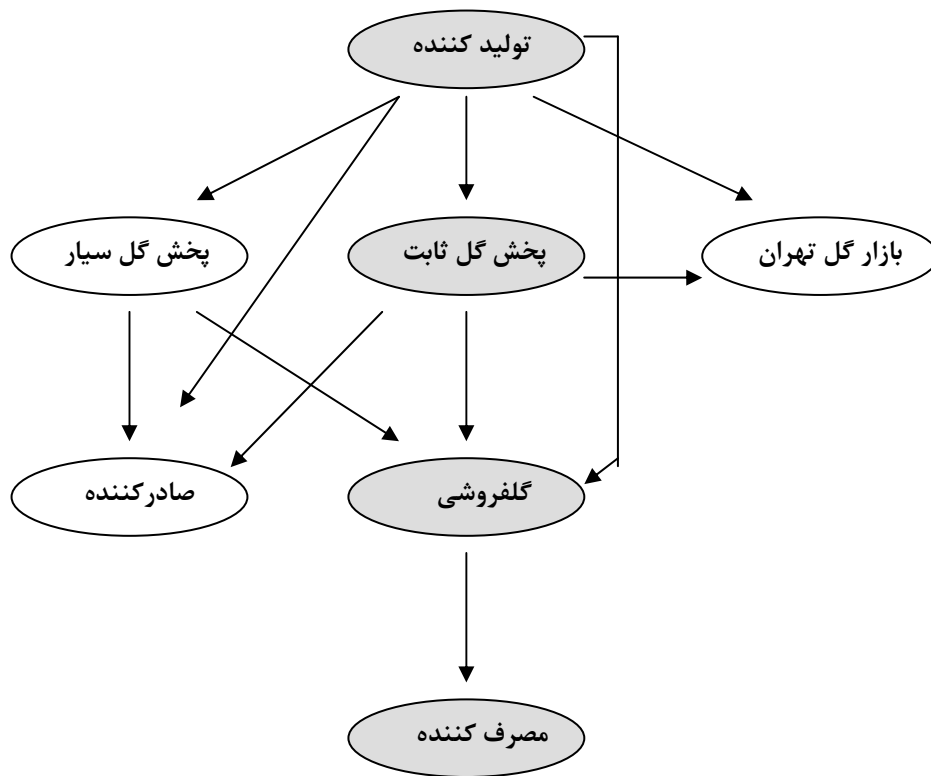 تولید کننده
بازار گل تهران
پخش گل ثابت
پخش گل سیار
گلفروشی
صادرکننده
مصرف کننده